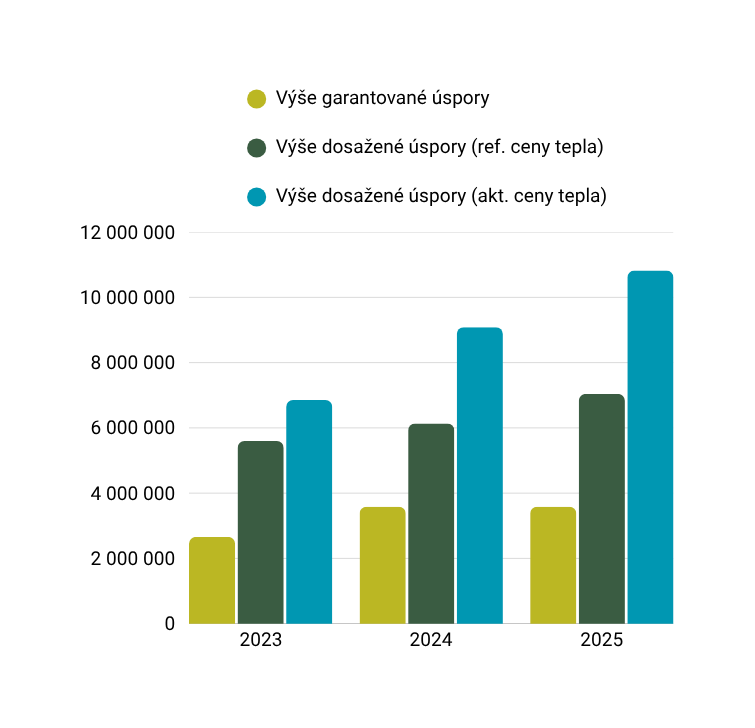 Výše garantované úspory
Výše dosažené úspory (ref. ceny tepla)
Výše dosažené úspory (akt. ceny tepla)
12 000 000
10 000 000
8 000 000
6 000 000
4 000 000
2 000 000
0
2023 2024 2025